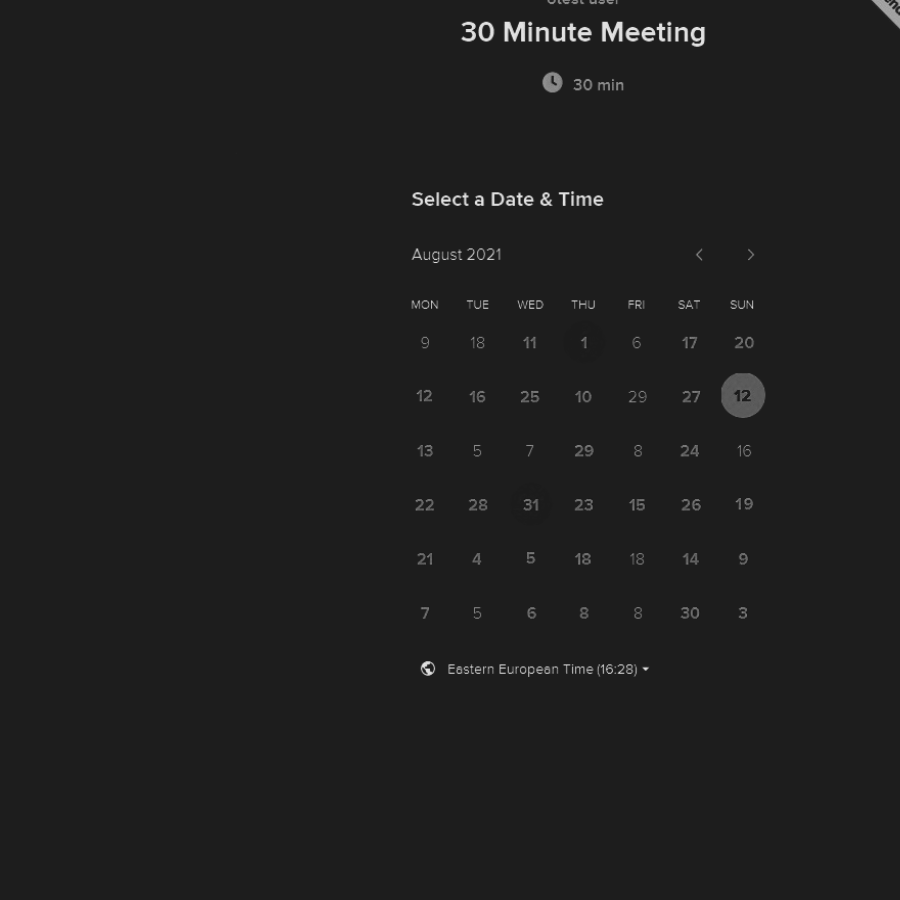 30 Minute Meeting
30 min
Select a Date & Time
August 2021
MON TUE WED THU FRI SAT SUN
9 18 11 1 6 17 20
12 16 25 10 29 27 12
13 5 7 29 8 24 16
22 28 31 23 15 26 19
21 4 5 18 18 14 9
7 5 6 8 8 30 3
Eastern European Time (16:28)